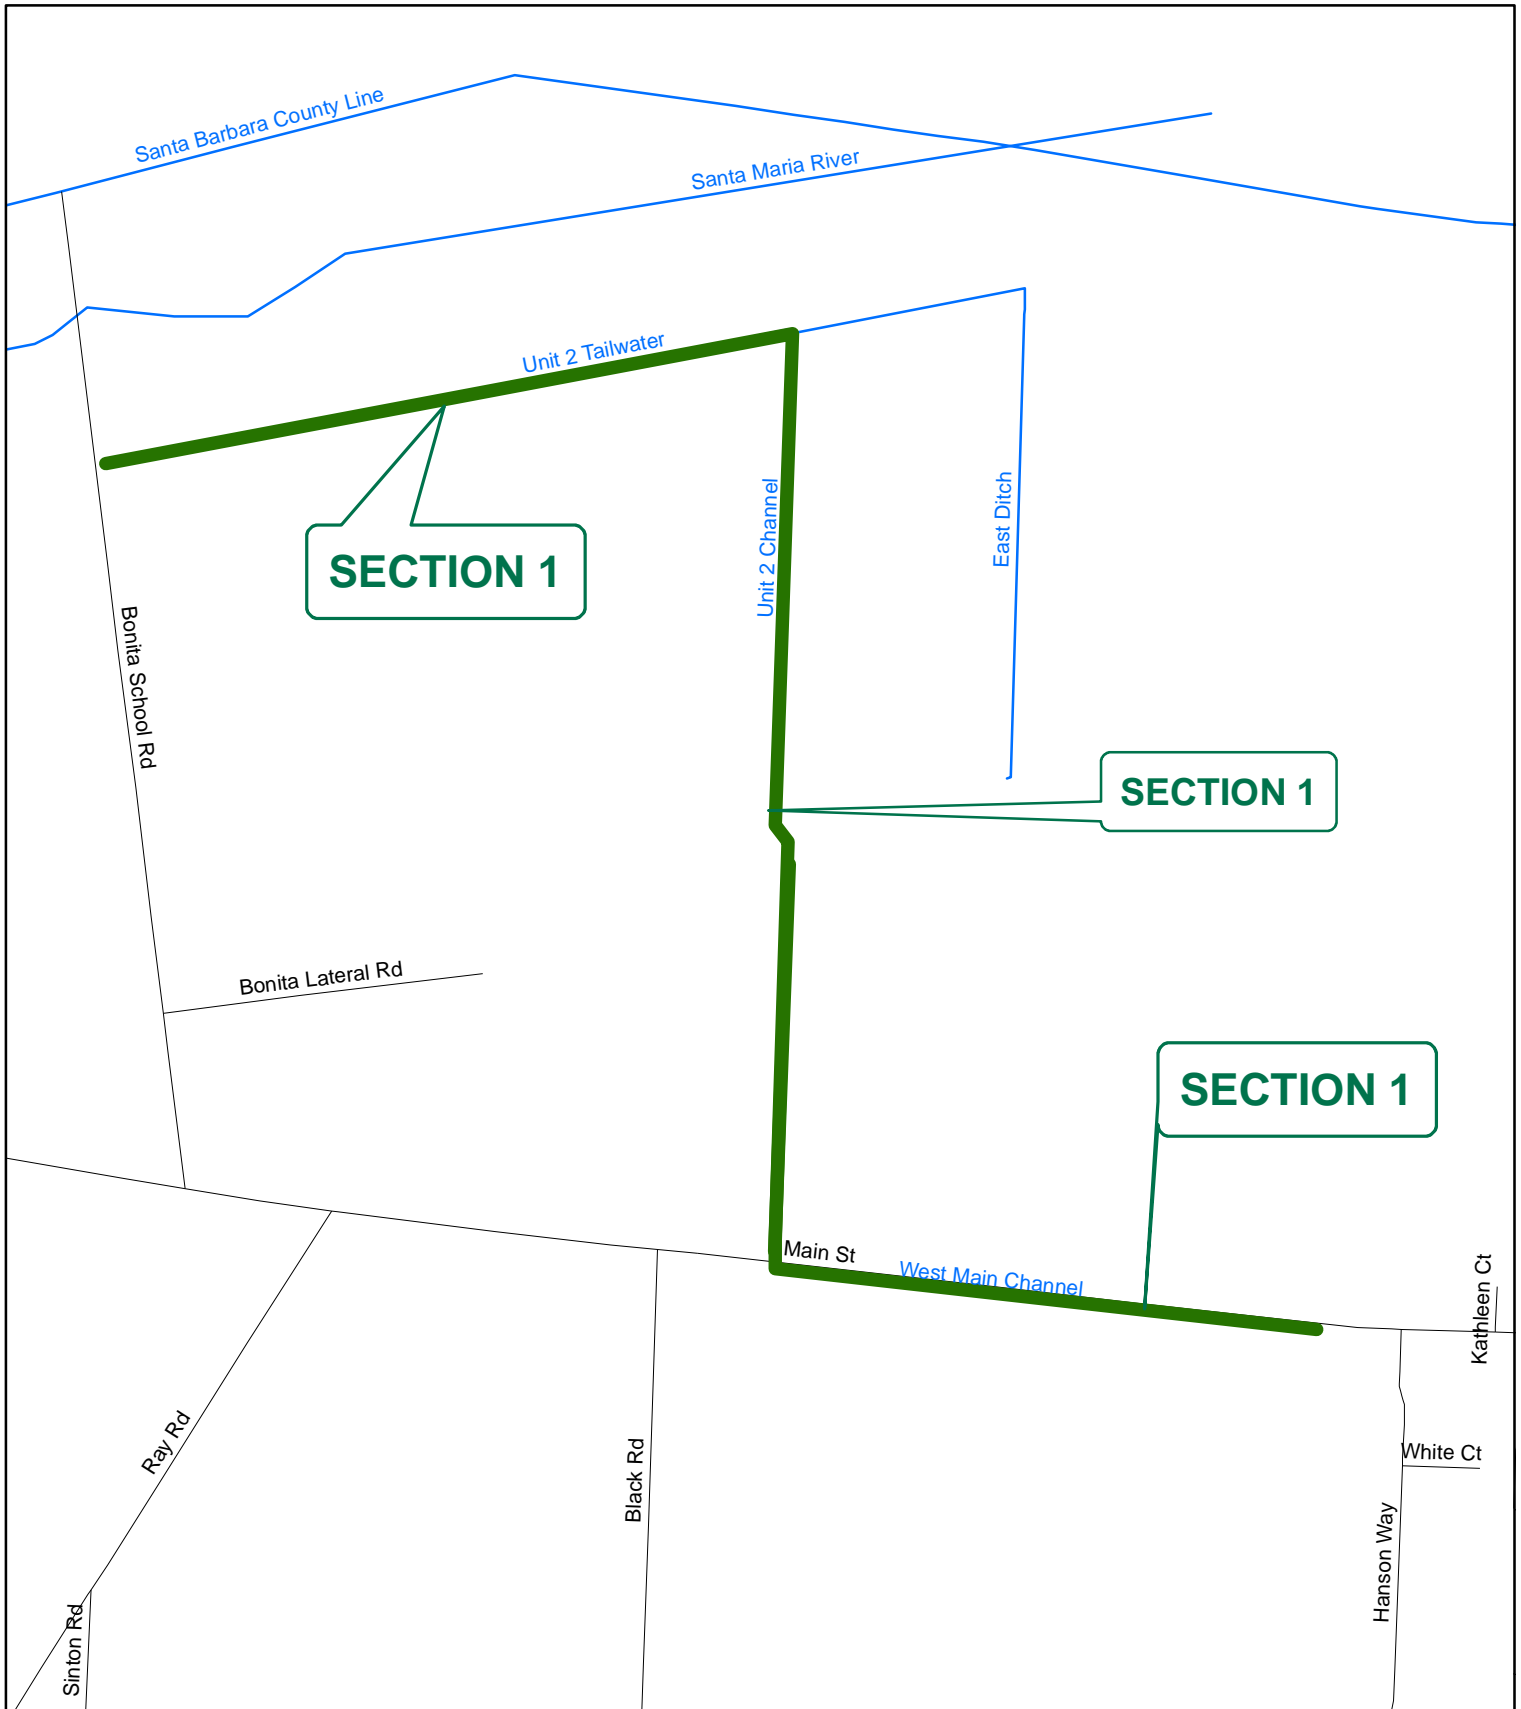 Santa Barbara County Line
Santa Maria River
Unit 2 Tailwater
Unit 2 Channel
East Ditch
SECTION 1
Bonita School Rd
SECTION 1
Bonita Lateral Rd
SECTION 1
Main St
West Main Channel
Kathleen Ct
Ray Rd
Black Rd
White Ct
Hanson Way
Sinton Rd